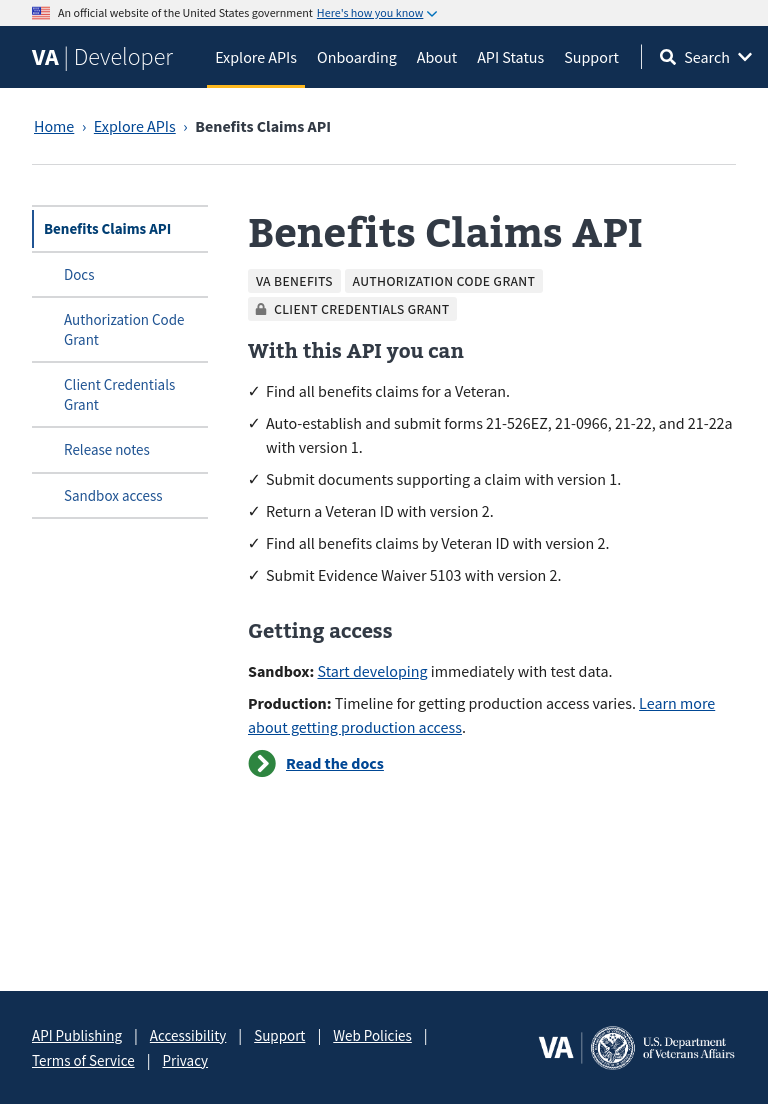 An official website of the United States government Here's how you know
VA | Developer
Explore APIs Onboarding About API Status Support Search
Home › Explore APIs › Benefits Claims API
Benefits Claims API
Docs
Authorization Code
Grant
Client Credentials
Grant
Release notes
Sandbox access
Benefits Claims API
VA BENEFITS AUTHORIZATION CODE GRANT
CLIENT CREDENTIALS GRANT
With this API you can
✓ Find all benefits claims for a Veteran.
✓ Auto-establish and submit forms 21-526EZ, 21-0966, 21-22, and 21-22a
with version 1.
✓ Submit documents supporting a claim with version 1.
✓ Return a Veteran ID with version 2.
✓ Find all benefits claims by Veteran ID with version 2.
✓ Submit Evidence Waiver 5103 with version 2.
Getting access
Sandbox: Start developing immediately with test data.
Production: Timeline for getting production access varies. Learn more
about getting production access.
Read the docs
API Publishing | Accessibility | Support | Web Policies |
Terms of Service | Privacy
VA
U.S. Department
of Veterans Affairs